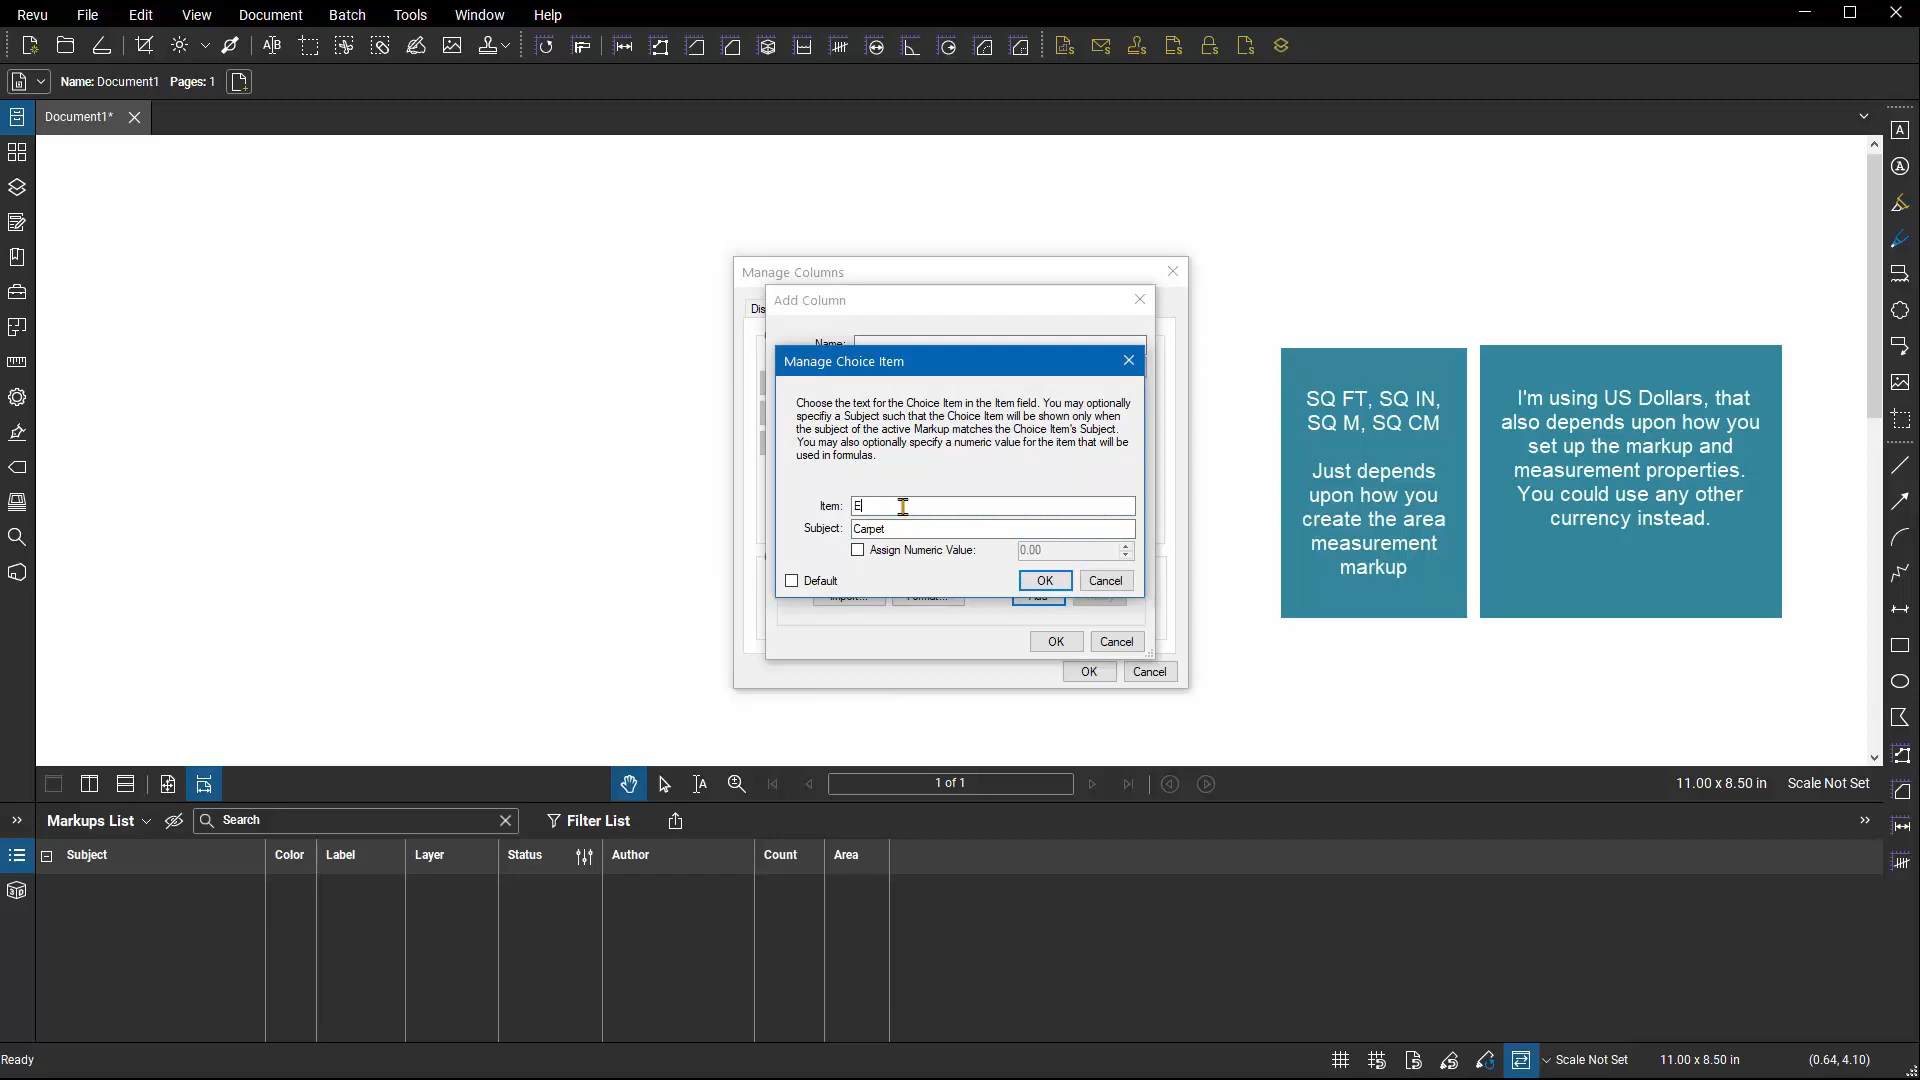 Revu File Edit View Document Batch Tools Window Help
Name: Document1 Pages: 1
Document1*
Manage Columns
Add Column
Dis
Name:
Manage Choice Item
Choose the text for the Choice Item in the Item field. You may optionally
specifiy a Subject such that the Choice Item will be shown only when
the subject of the active Markup matches the Choice Item's Subject.
You may also optionally specify a numeric value for the item that will be
used in formulas.
Item: E
Subject: Carpet
Assign Numeric Value: 0.00
Default OK Cancel
Import... Format... Add
OK Cancel
OK Cancel
SQ FT, SQ IN,
SQ M, SQ CM
Just depends
upon how you
create the area
measurement
markup
I'm using US Dollars, that
also depends upon how you
set up the markup and
measurement properties.
You could use any other
currency instead.
1 of 1
11.00 x 8.50 in Scale Not Set
Markups List Search Filter List
Subject Color Label Layer Status Author Count Area
Ready Scale Not Set 11.00 x 8.50 in (0.64, 4.10)